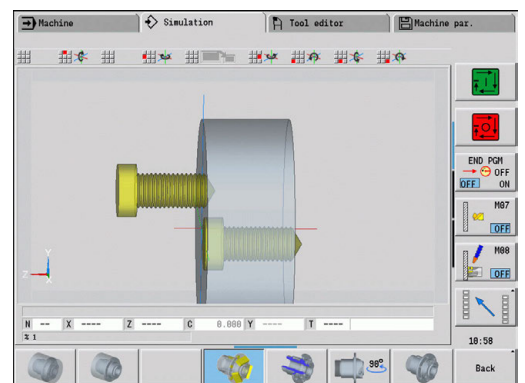 Machine Simulation Tool editor Machine par.
END PGM
OFF
OFF ON
M07
OFF
M08
OFF
Y
Z
X
N -- X ---- Z ---- C 0.000 Y ---- T ----
% 1
10:58
90°
Back